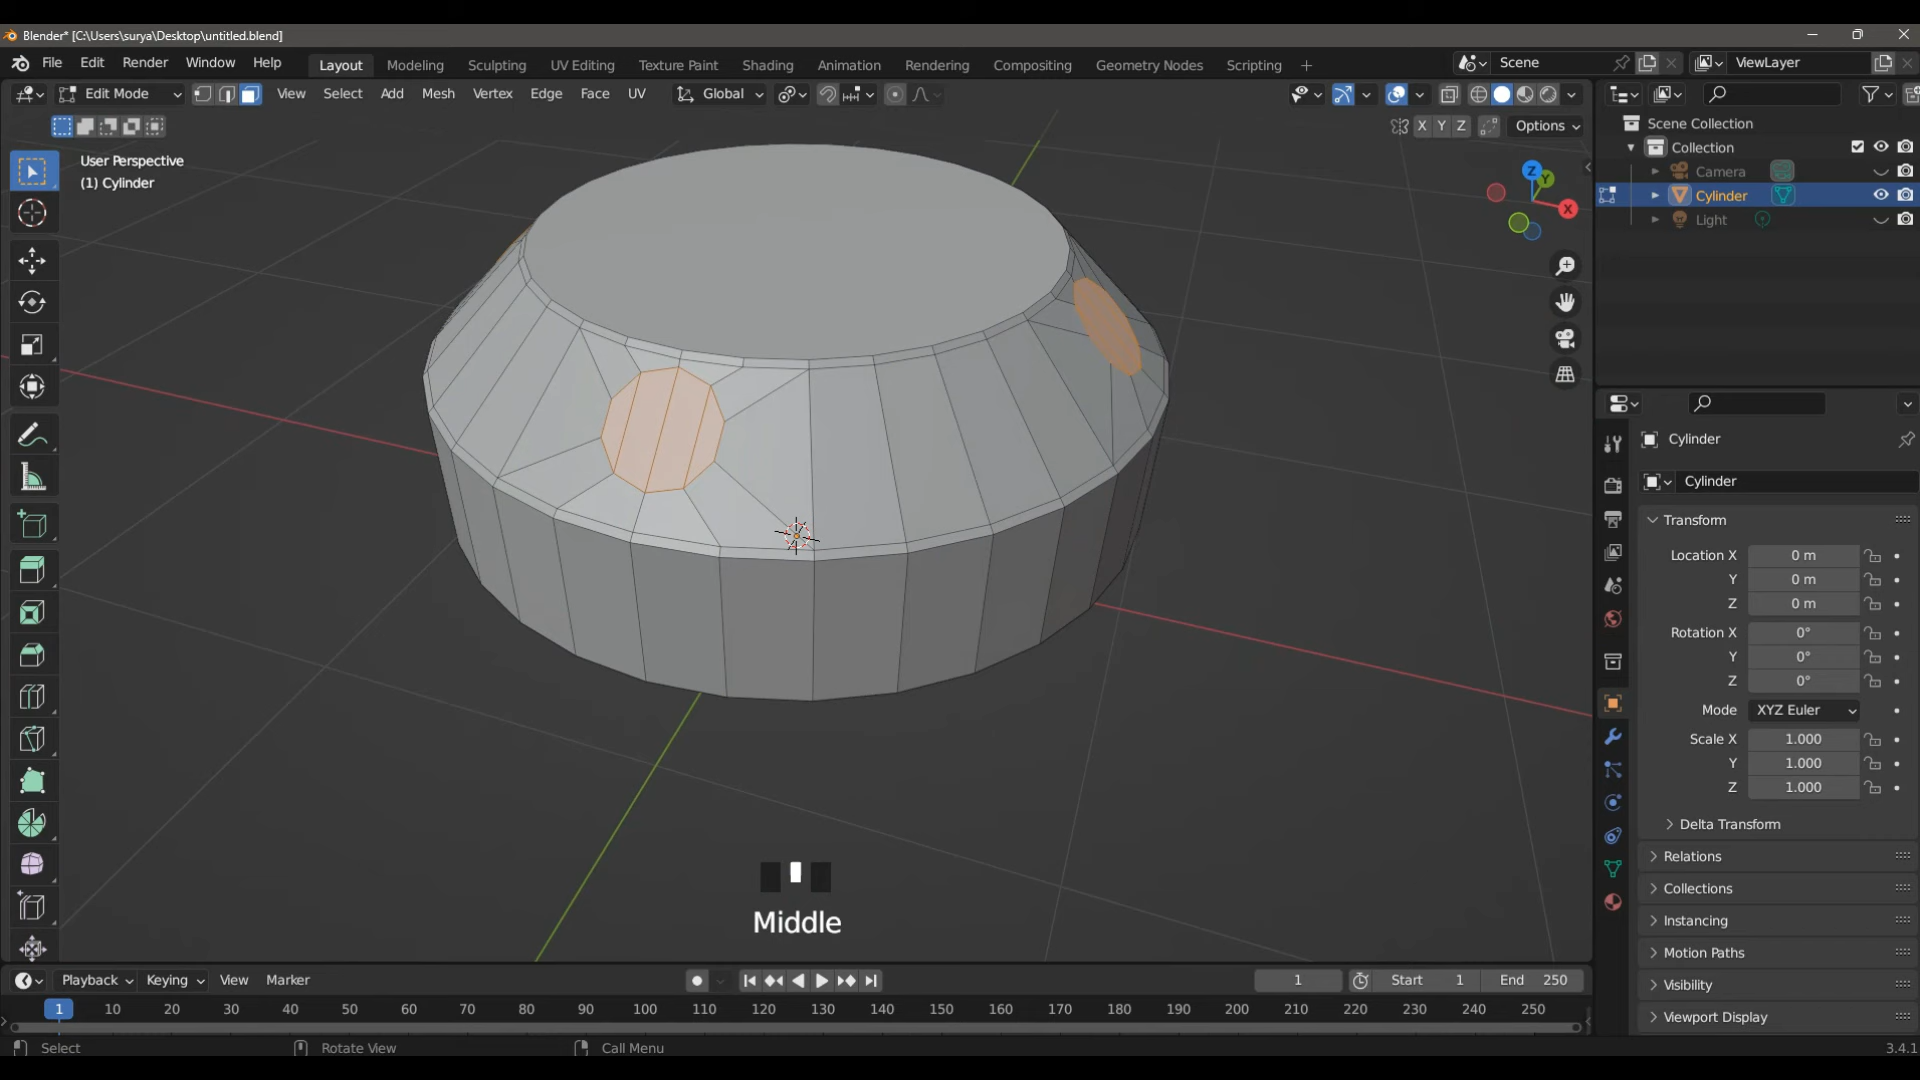 Blender* [C:\Users\surya\Desktop\untitled.blend]
File Edit Render Window Help Layout Modeling Sculpting UV Editing Texture Paint Shading Animation Rendering Compositing Geometry Nodes Scripting + Scene ViewLayer
Edit Mode View Select Add Mesh Vertex Edge Face UV Global
X Y Z Options
User Perspective
(1) Cylinder
Z Y X
Scene Collection
Collection
Camera
Cylinder
Light
Cylinder
Cylinder
Transform
Location X 0 m
Y 0 m
Z 0 m
Rotation X 0°
Y 0°
Z 0°
Mode XYZ Euler
Scale X 1.000
Y 1.000
Z 1.000
Delta Transform
Relations
Collections
Instancing
Motion Paths
Visibility
Viewport Display
Middle
Playback Keying View Marker 1 Start 1 End 250
1 10 20 30 40 50 60 70 80 90 100 110 120 130 140 150 160 170 180 190 200 210 220 230 240 250
Select Rotate View Call Menu 3.4.1